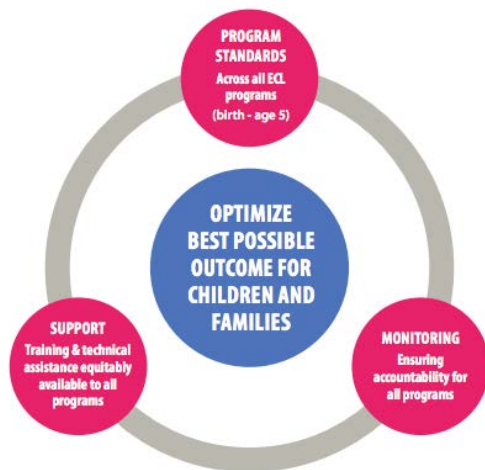 PROGRAM
STANDARDS
Across all ECL
programs
(birth - age 5)
OPTIMIZE
BEST POSSIBLE
OUTCOME FOR
CHILDREN AND
FAMILIES
SUPPORT
Training & technical
assistance equitably
available to all
programs
MONITORING
Ensuring
accountability for
all programs